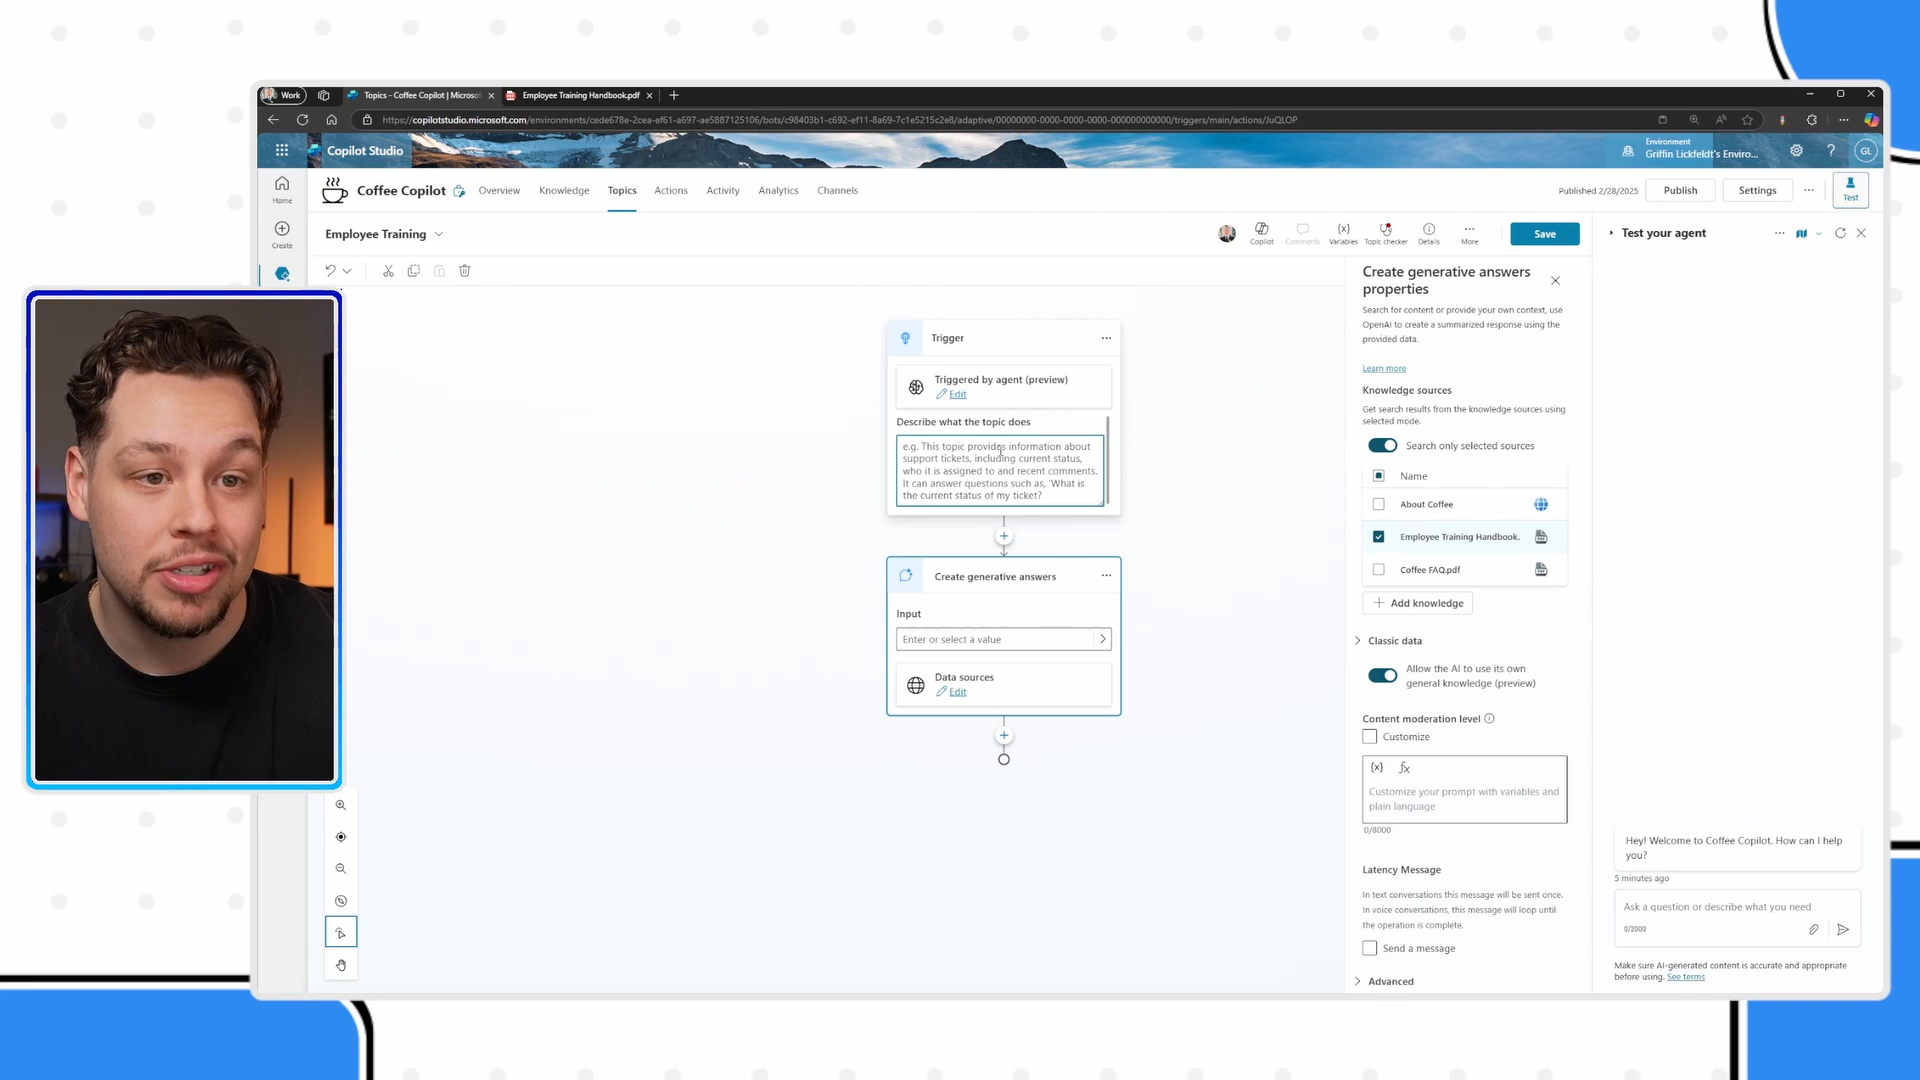 Work
Topics - Coffee Copilot | Microso
Employee Training Handbook.pdf
https://copilotstudio.microsoft.com/environments/cede678e-2cea-ef61-a697-ae5887125106/bots/c98403b1-c692-ef11-8a69-7c1e5215c2e8/adaptive/00000000-0000-0000-0000-000000000000/triggers/main/actions/JuQLOP
Copilot Studio
Environment
Griffin Lickfeldt's Enviro...
GL
Home
Create
Coffee Copilot
Overview
Knowledge
Topics
Actions
Activity
Analytics
Channels
Published 2/28/2025
Publish
Settings
Test
Employee Training
Copilot
Comments
Variables
Topic checker
Details
More
Save
Trigger
Triggered by agent (preview)
Edit
Describe what the topic does
e.g. This topic provides information about
support tickets, including current status,
who it is assigned to and recent comments.
It can answer questions such as, 'What is
the current status of my ticket?
Create generative answers
Input
Enter or select a value
Data sources
Edit
Create generative answers
properties
Search for content or provide your own context, use
OpenAI to create a summarized response using the
provided data.
Learn more
Knowledge sources
Get search results from the knowledge sources using
selected mode.
Search only selected sources
Name
About Coffee
Employee Training Handbook.
Coffee FAQ.pdf
Add knowledge
Classic data
Allow the AI to use its own
general knowledge (preview)
Content moderation level
Customize
{x} fx
Customize your prompt with variables and
plain language
0/8000
Latency Message
In text conversations this message will be sent once.
In voice conversations, this message will loop until
the operation is complete.
Send a message
Advanced
Test your agent
Hey! Welcome to Coffee Copilot. How can I help
you?
5 minutes ago
Ask a question or describe what you need
0/2000
Make sure AI-generated content is accurate and appropriate
before using. See terms